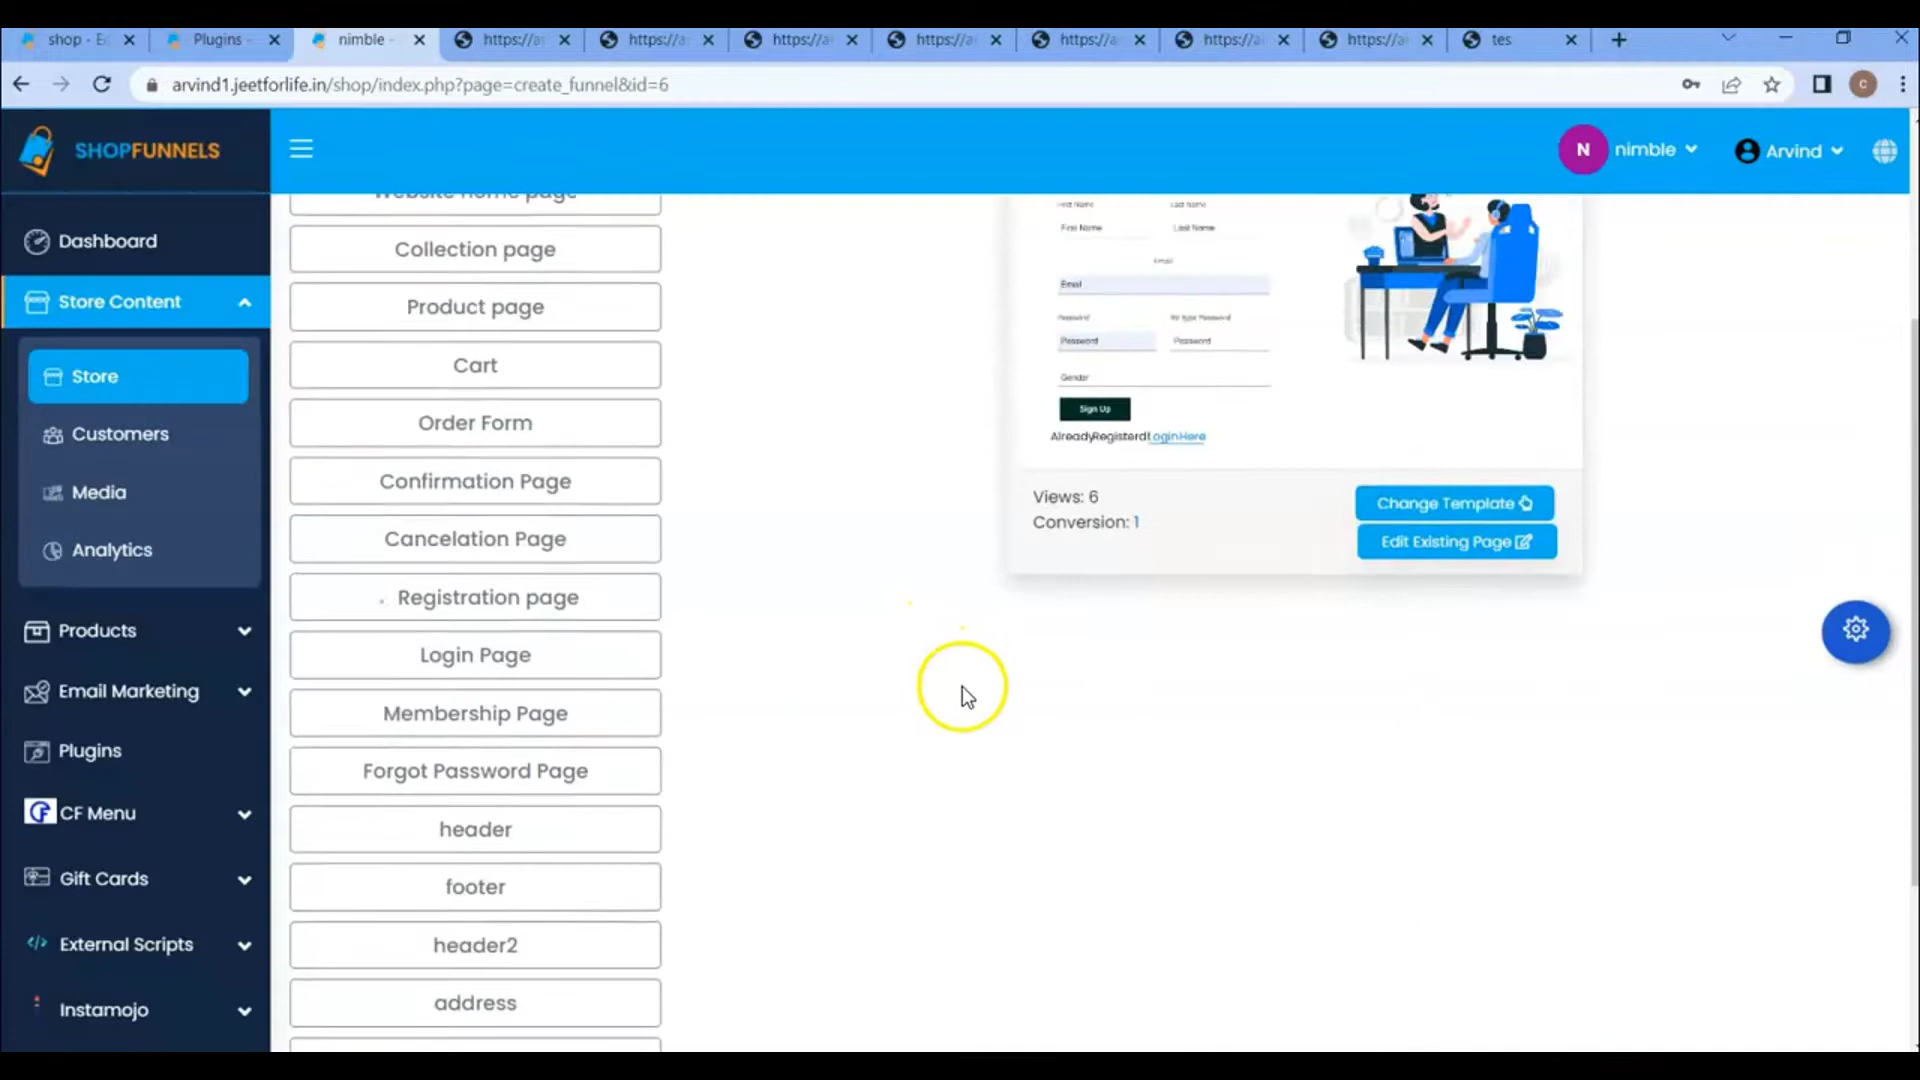 shop - Ed
Plugins -
nimble -
https://a
https://a
https://a
https://a
https://a
https://a
https://a
tes
arvind1.jeetforlife.in/shop/index.php?page=create_funnel&id=6
C
SHOPFUNNELS
N
nimble
Arvind
Dashboard
Store Content
Store
Customers
Media
Analytics
Products
Email Marketing
Plugins
CF Menu
Gift Cards
External Scripts
Instamojo
Website home page
Collection page
Product page
Cart
Order Form
Confirmation Page
Cancelation Page
Registration page
Login Page
Membership Page
Forgot Password Page
header
footer
header2
address
First Name Last Name
First Name Last Name
Email
Email
Password Re type Password
Password Password
Gender
Sign Up
AlreadyRegisterd LoginHere
Views: 6
Conversion: 1
Change Template
Edit Existing Page